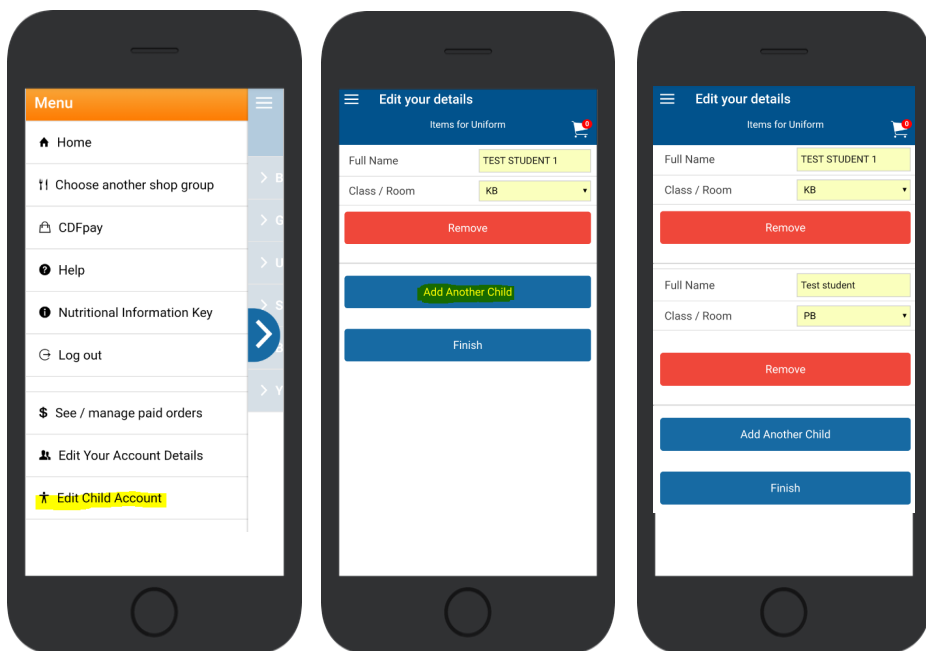 Menu
Home
Choose another shop group
CDFpay
Help
Nutritional Information Key
Log out
$ See / manage paid orders
Edit Your Account Details
Edit Child Account
B
G
U
S
B
Y
Edit your details
Items for Uniform
0
Full Name TEST STUDENT 1
Class / Room KB
Remove
Add Another Child
Finish
Edit your details
Items for Uniform
0
Full Name TEST STUDENT 1
Class / Room KB
Remove
Full Name Test student
Class / Room PB
Remove
Add Another Child
Finish